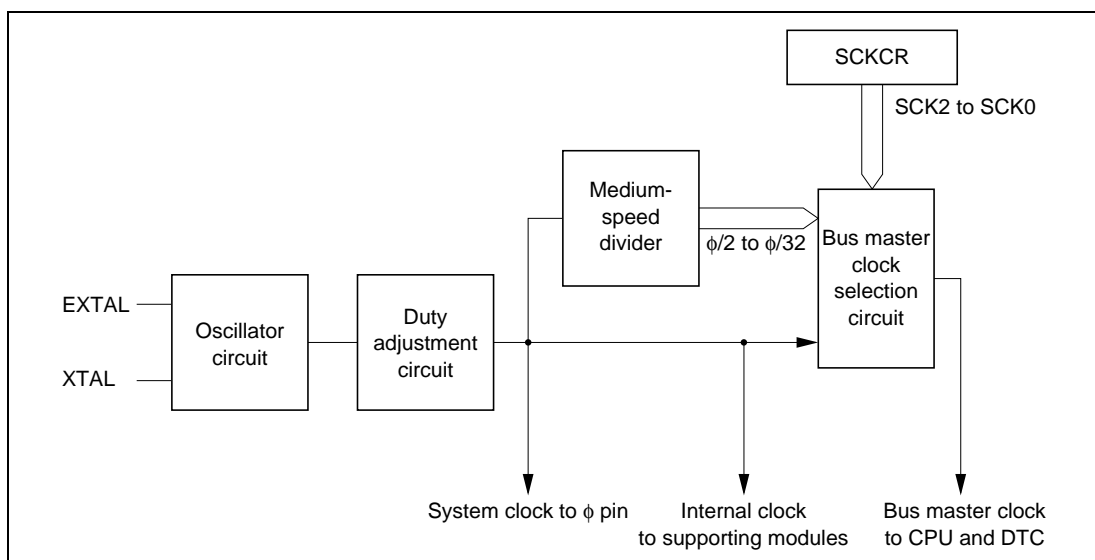 SCKCR
SCK2 to SCK0
Medium-
speed
divider
ϕ/2 to ϕ/32
Bus master
clock
selection
circuit
EXTAL
XTAL
Oscillator
circuit
Duty
adjustment
circuit
System clock to ϕ pin
Internal clock
to supporting modules
Bus master clock
to CPU and DTC